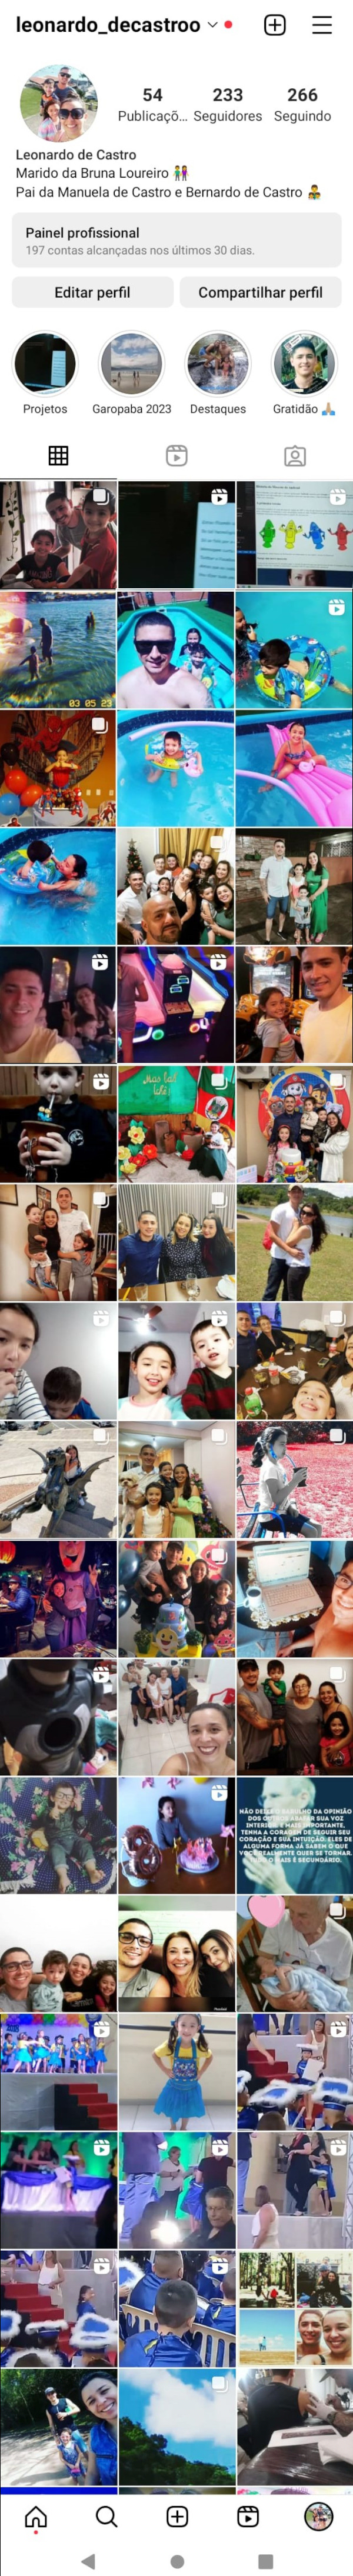 leonardo_decastroo
54
233
266
Publicaçõ...
Seguidores
Seguindo
Leonardo de Castro
Marido da Bruna Loureiro 👫
Pai da Manuela de Castro e Bernardo de Castro 👨‍👧‍👦
Painel profissional
197 contas alcançadas nos últimos 30 dias.
Editar perfil
Compartilhar perfil
Projetos
Garopaba 2023
Destaques
Gratidão 🙏🏼
03 05 23
NÃO DEIXE O BARULHO DA OPINIÃO
DOS OUTROS ABAFAR SUA VOZ
INTERIOR. E MAIS IMPORTANTE,
TENHA A CORAGEM DE SEGUIR SEU
CORAÇÃO E SUA INTUIÇÃO. ELES DE
ALGUMA FORMA JÁ SABEM O QUE
VOCÊ REALMENTE QUER SE TORNAR.
TUDO O MAIS É SECUNDÁRIO.